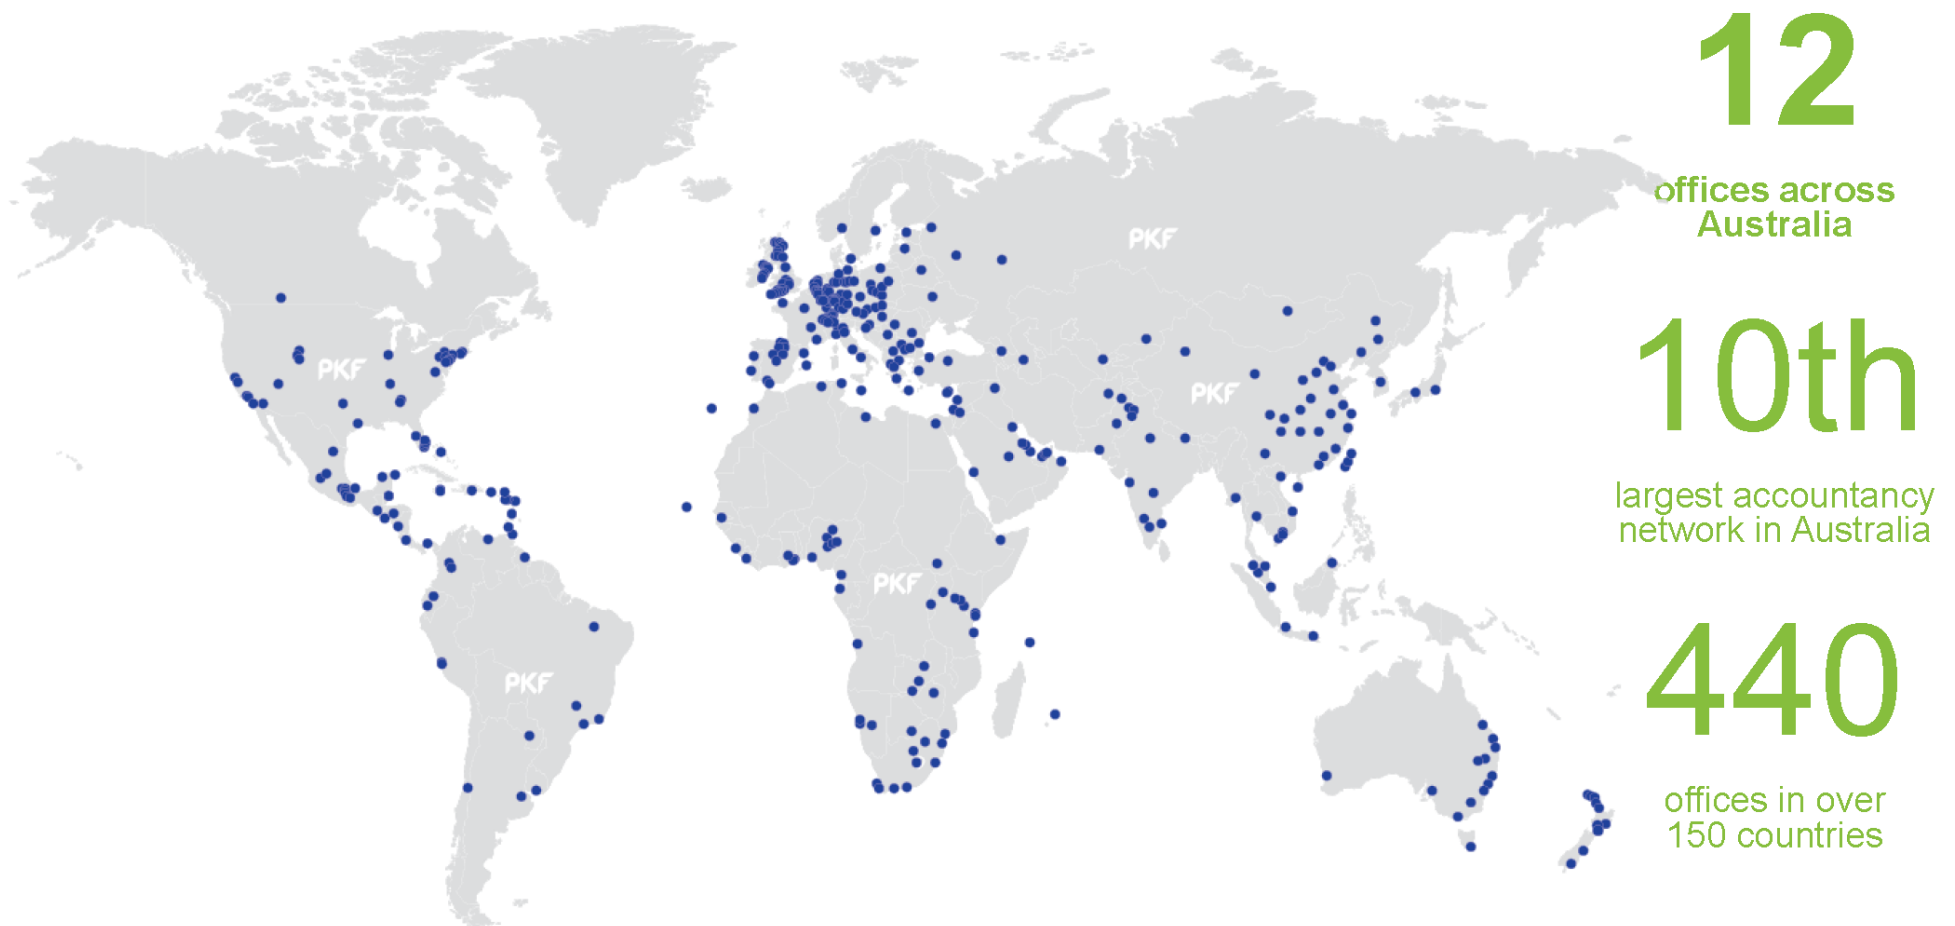 12
offices across
Australia
PKF
10th
PKF
PKF
largest accountancy
network in Australia
PKF
440
PKF
offices in over
150 countries